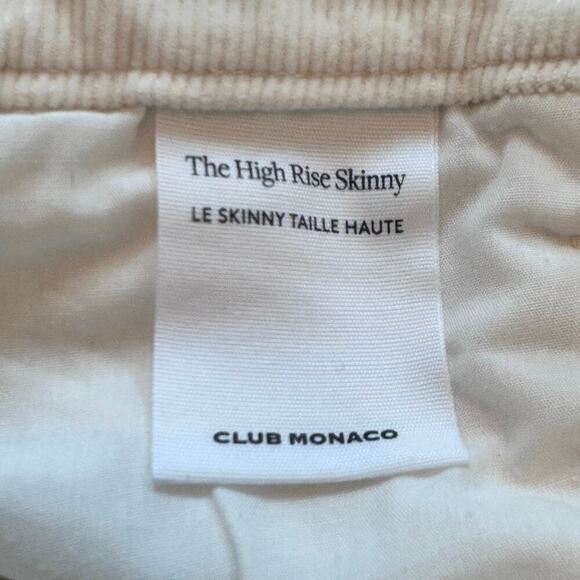 The High Rise Skinny
LE SKINNY TAILLE HAUTE
CLUB MONACO